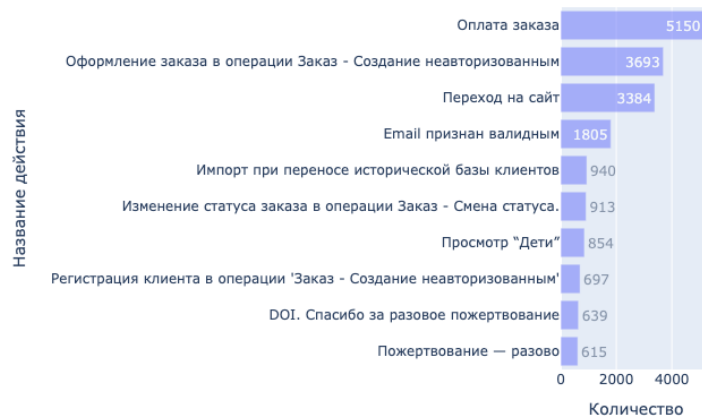 Название действия
Оплата заказа 5150
Оформление заказа в операции Заказ - Создание неавторизованным 3693
Переход на сайт 3384
Email признан валидным 1805
Импорт при переносе исторической базы клиентов 940
Изменение статуса заказа в операции Заказ - Смена статуса. 913
Просмотр “Дети” 854
Регистрация клиента в операции 'Заказ - Создание неавторизованным' 697
DOI. Спасибо за разовое пожертвование 639
Пожертвование — разово 615
0 2000 4000
Количество